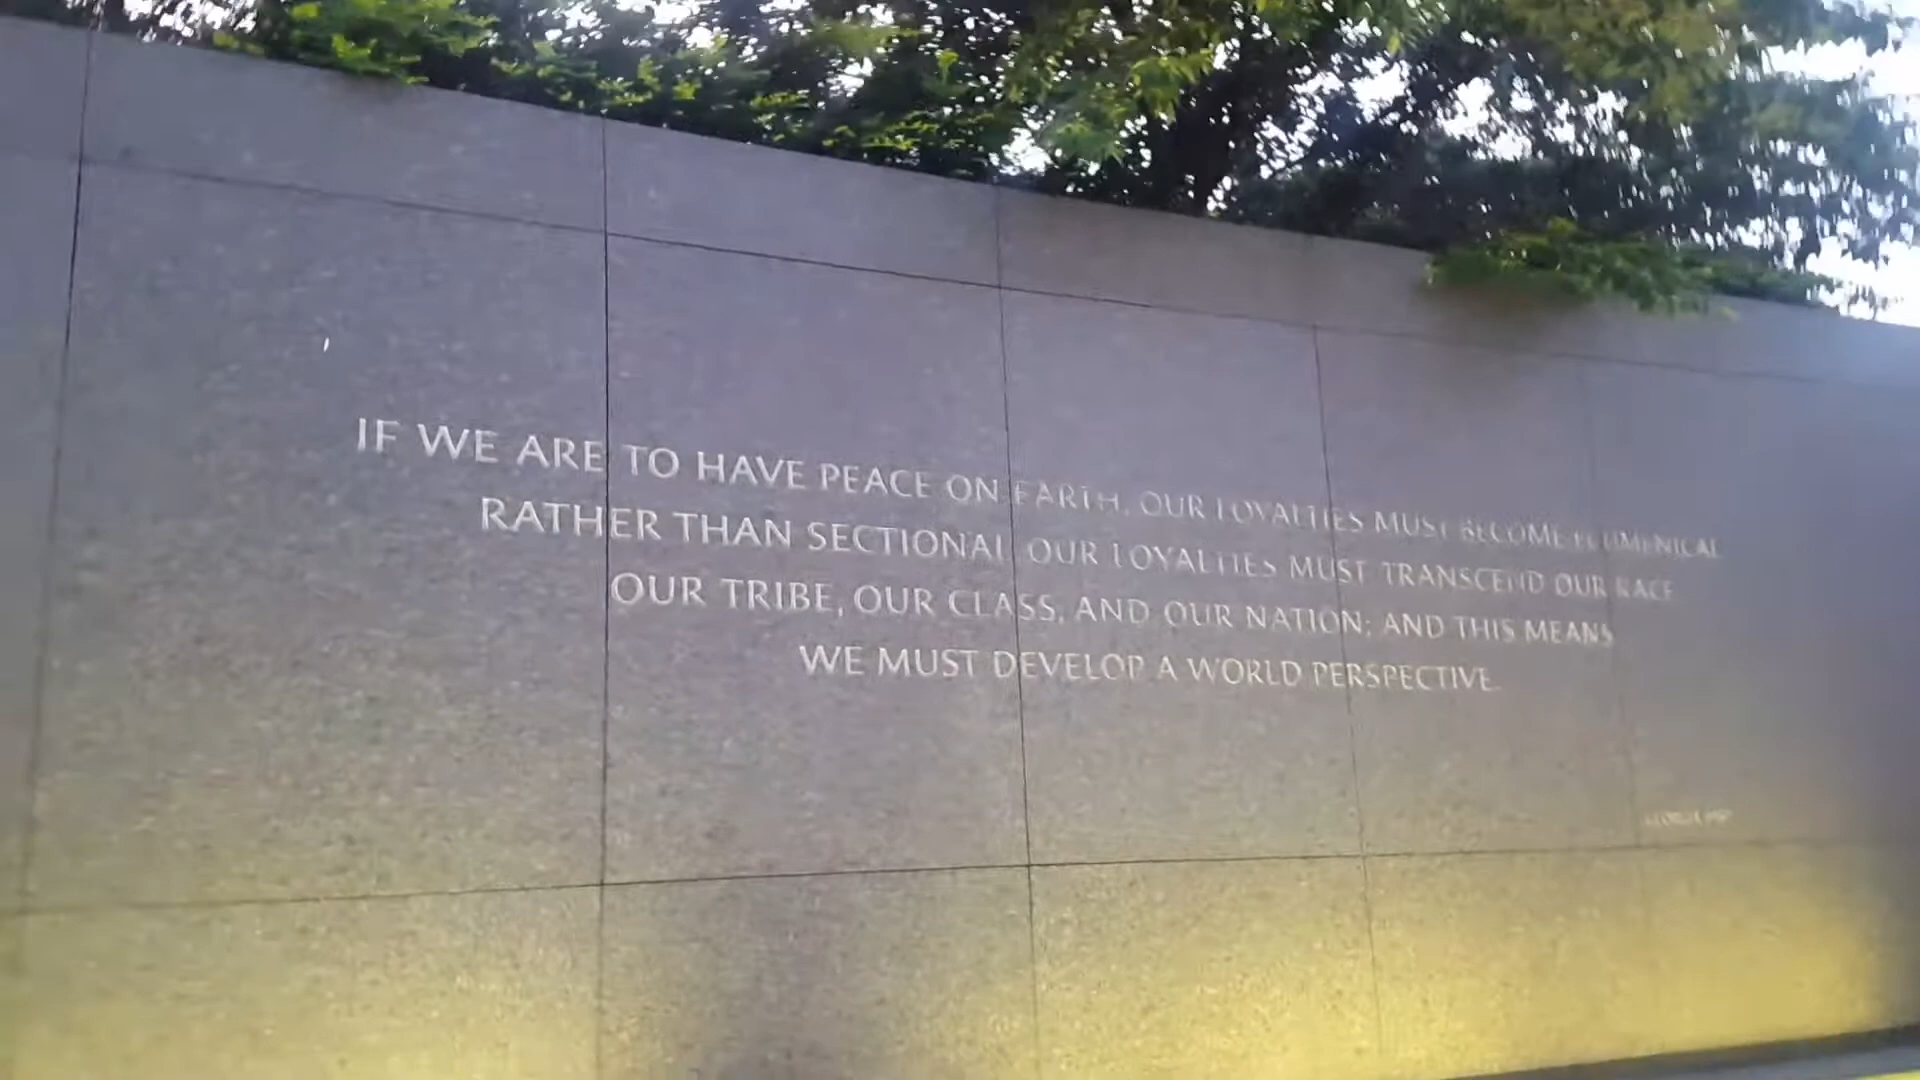 IF WE ARE TO HAVE PEACE ON EARTH, OUR LOYALTIES MUST BECOME ECUMENICAL
RATHER THAN SECTIONAL OUR LOYALTIES MUST TRANSCEND OUR RACE
OUR TRIBE, OUR CLASS, AND OUR NATION; AND THIS MEANS
WE MUST DEVELOP A WORLD PERSPECTIVE.